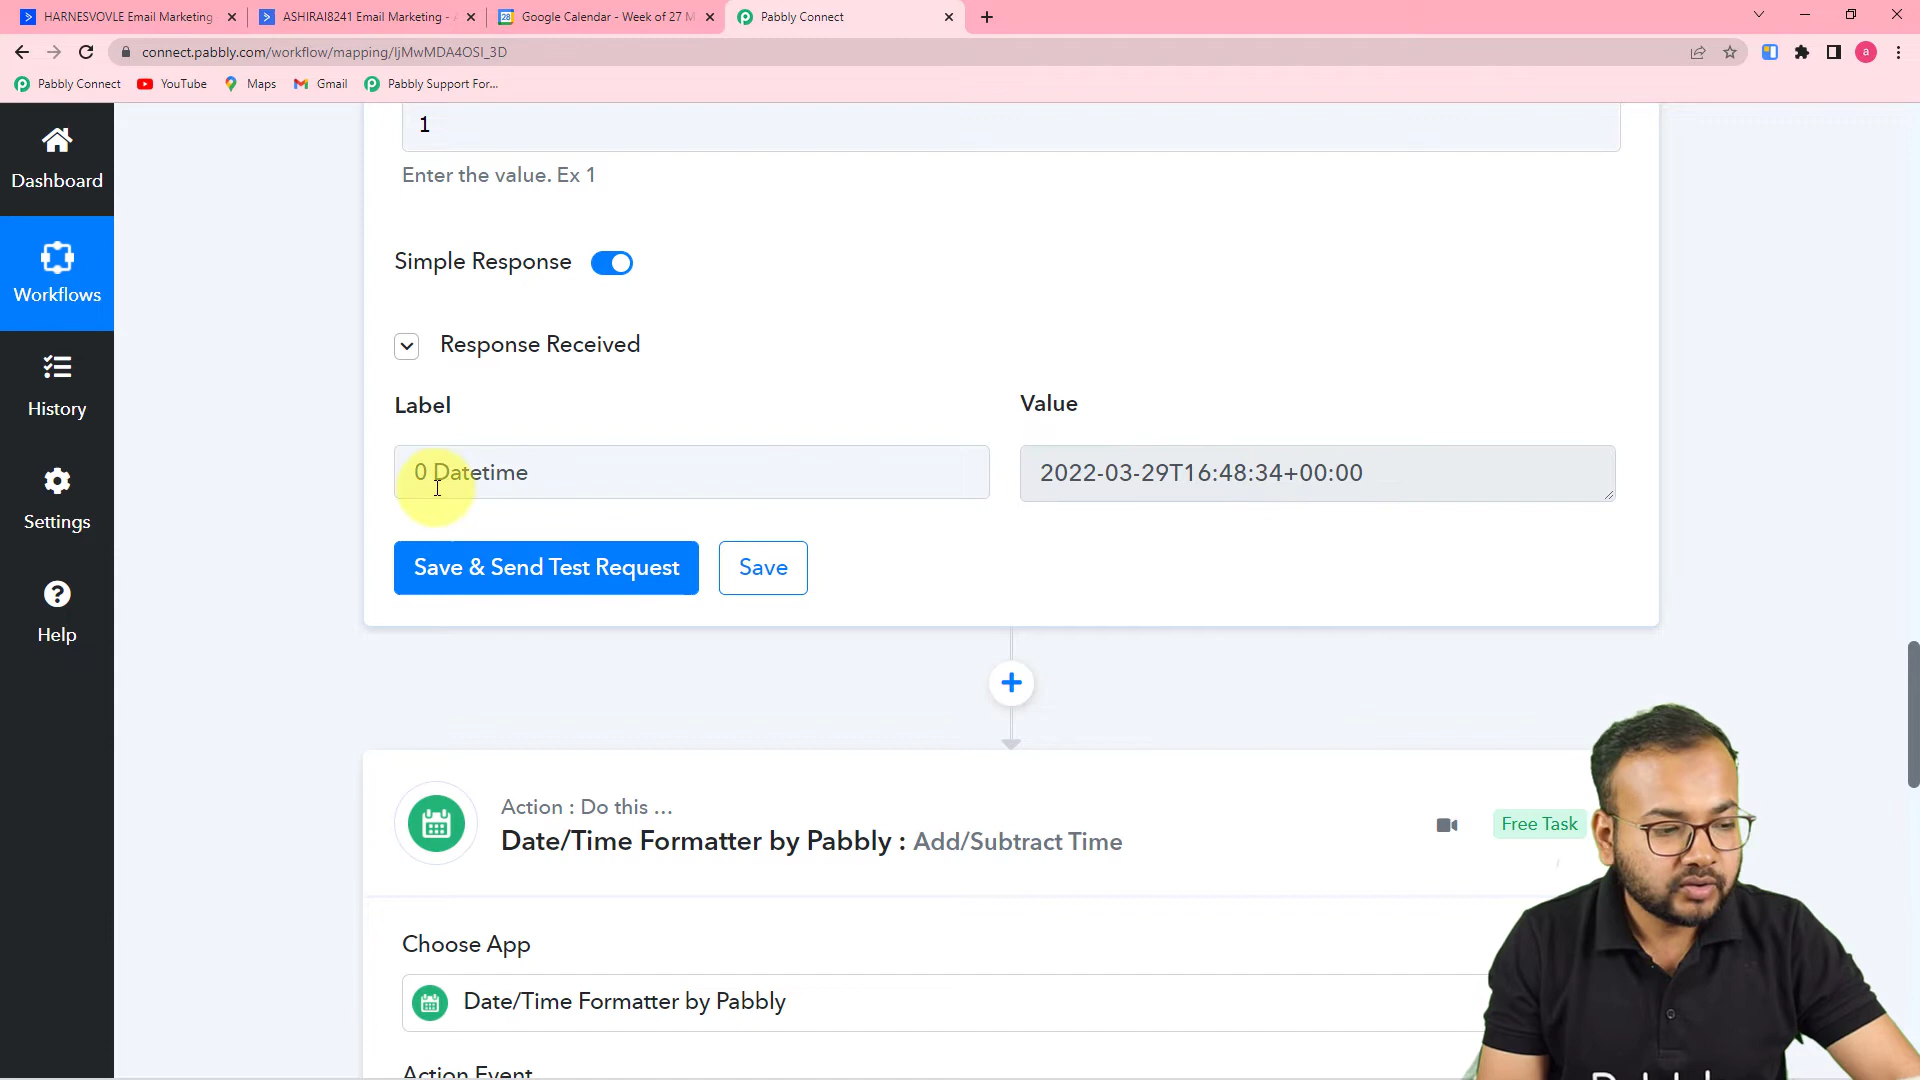 HARNESVOVLE Email Marketing
ASHIRAI8241 Email Marketing -
28 Google Calendar - Week of 27 M
Pabbly Connect
connect.pabbly.com/workflow/mapping/IjMwMDA4OSI_3D
a
Pabbly Connect YouTube Maps Gmail Pabbly Support For...
Dashboard
Workflows
History
Settings
Help
1
Enter the value. Ex 1
Simple Response
Response Received
Label Value
0 Datetime 2022-03-29T16:48:34+00:00
Save & Send Test Request Save
Action : Do this ...
Date/Time Formatter by Pabbly : Add/Subtract Time
Free Task
Choose App
Date/Time Formatter by Pabbly
Action Event